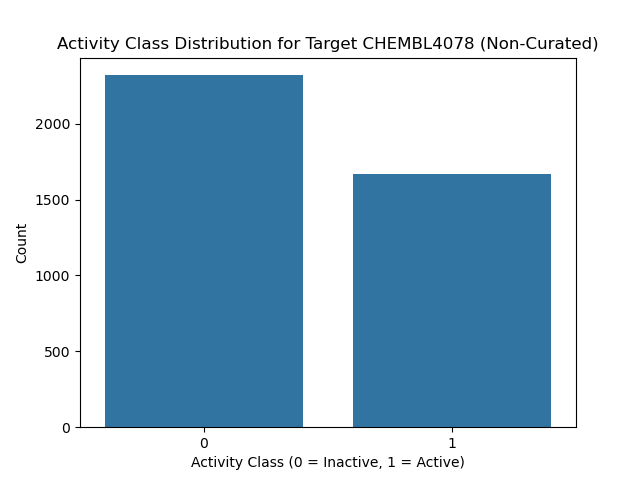 Activity Class Distribution for Target CHEMBL4078 (Non-Curated)
Count
2000
1500
1000
500
0
0 1
Activity Class (0 = Inactive, 1 = Active)